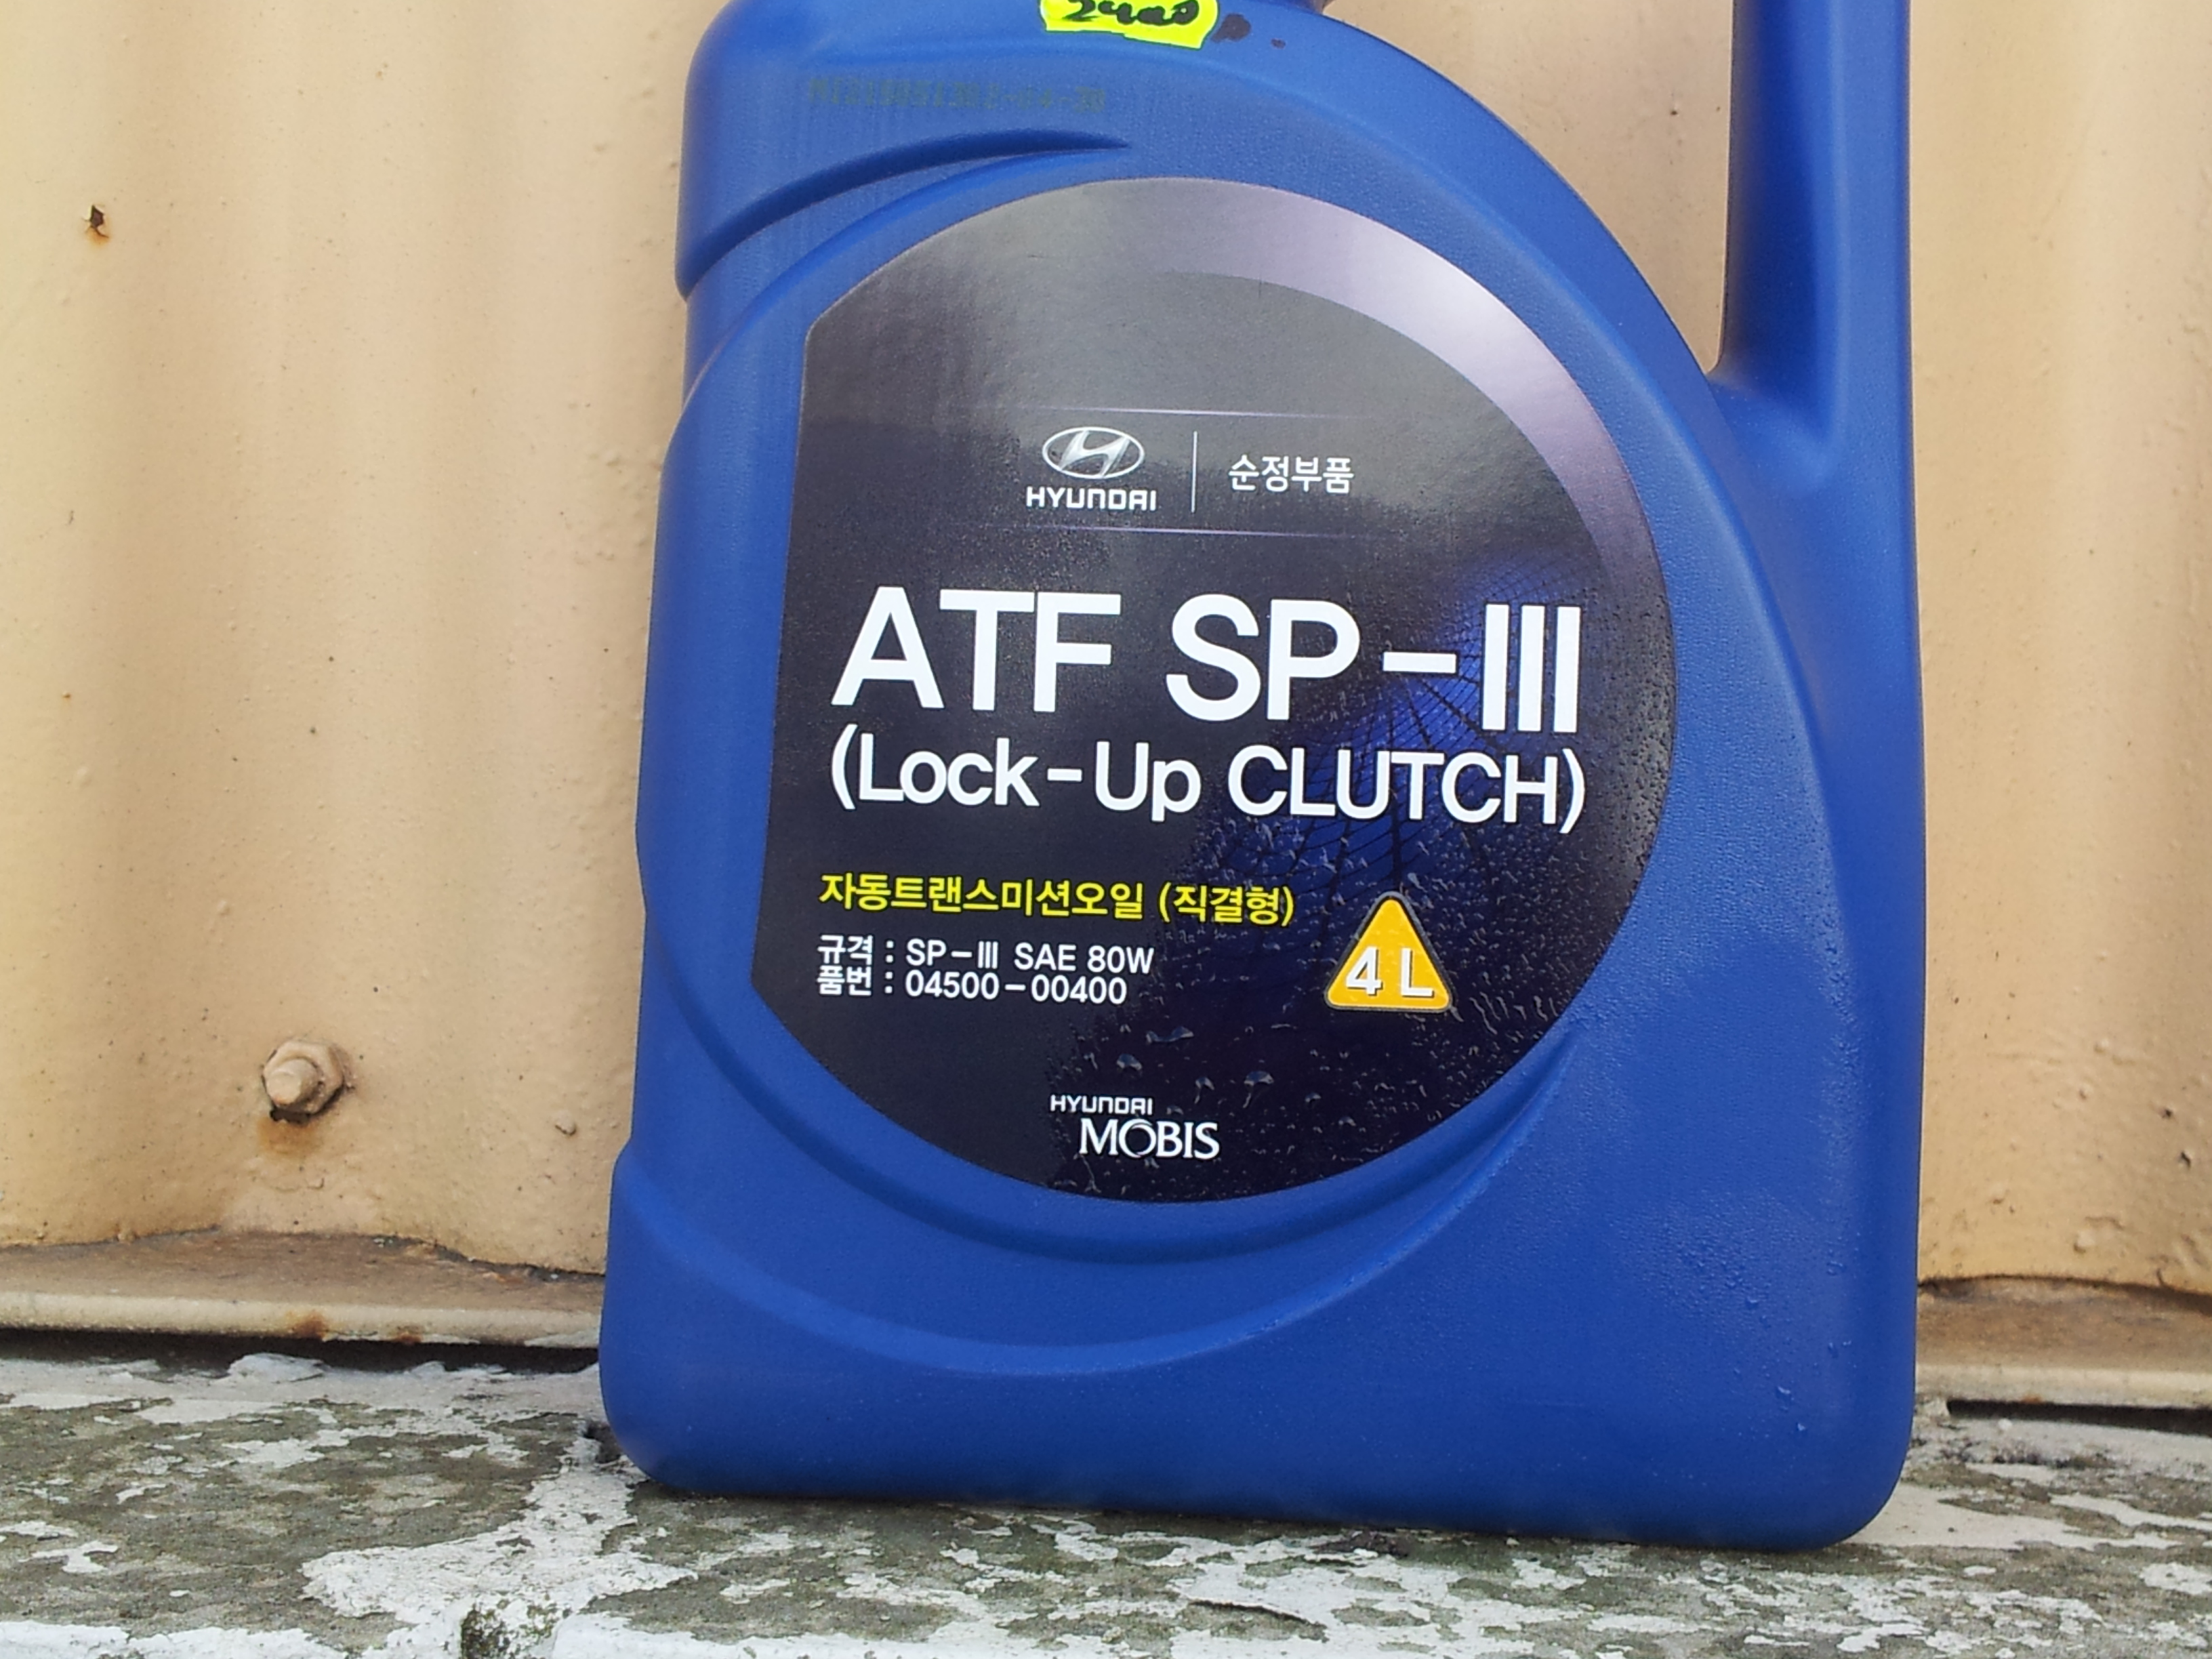 2400p.
HYUNDAI 순정부품
ATF SP-III
(Lock-Up CLUTCH)
자동트랜스미션오일 (직결형)
규격 : SP-III SAE 80W
품번 : 04500-00400
4 L
HYUNDAI
MOBIS